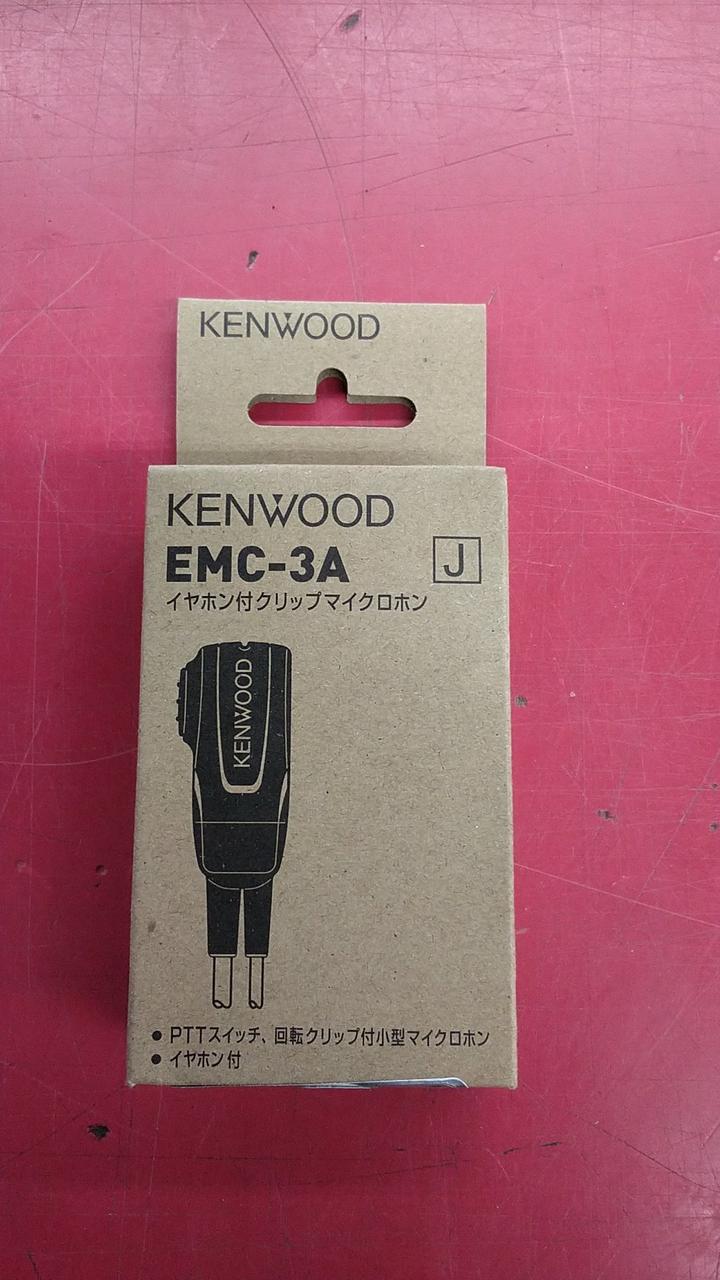 KENWOOD
KENWOOD
EMC-3A
J
イヤホン付クリップマイクロホン
KENWOOD
● PTTスイッチ、回転クリップ付小型マイクロホン
● イヤホン付